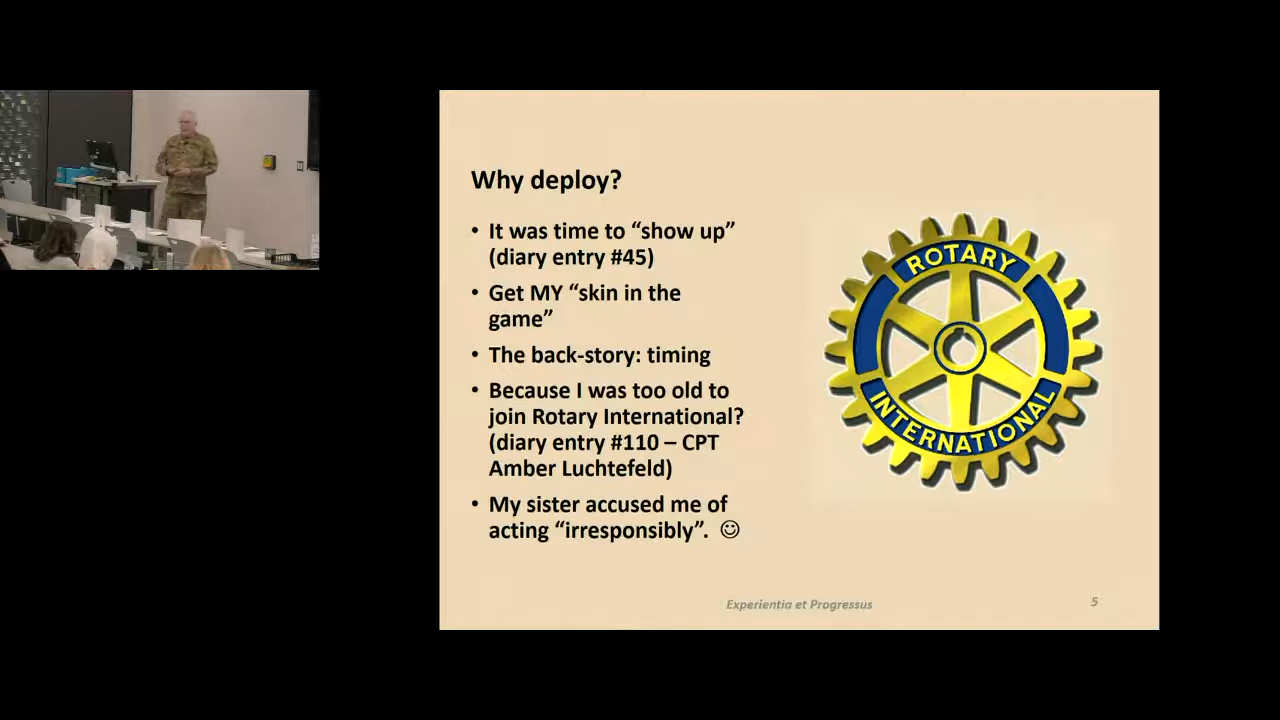 Why deploy?
• It was time to “show up”
(diary entry #45)
• Get MY “skin in the
game”
• The back-story: timing
• Because I was too old to
join Rotary International?
(diary entry #110 – CPT
Amber Luchtefeld)
• My sister accused me of
acting “irresponsibly”. ☺
ROTARY
INTERNATIONAL
Experientia et Progressus
5